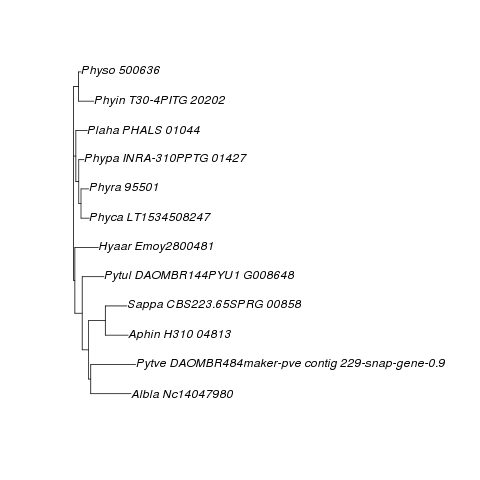 Physo 500636
Phyin T30-4PITG 20202
Plaha PHALS 01044
Phypa INRA-310PPTG 01427
Phyra 95501
Phyca LT1534508247
Hyaar Emoy2800481
Pytul DAOMBR144PYU1 G008648
Sappa CBS223.65SPRG 00858
Aphin H310 04813
Pytve DAOMBR484maker-pve contig 229-snap-gene-0.9
Albla Nc14047980